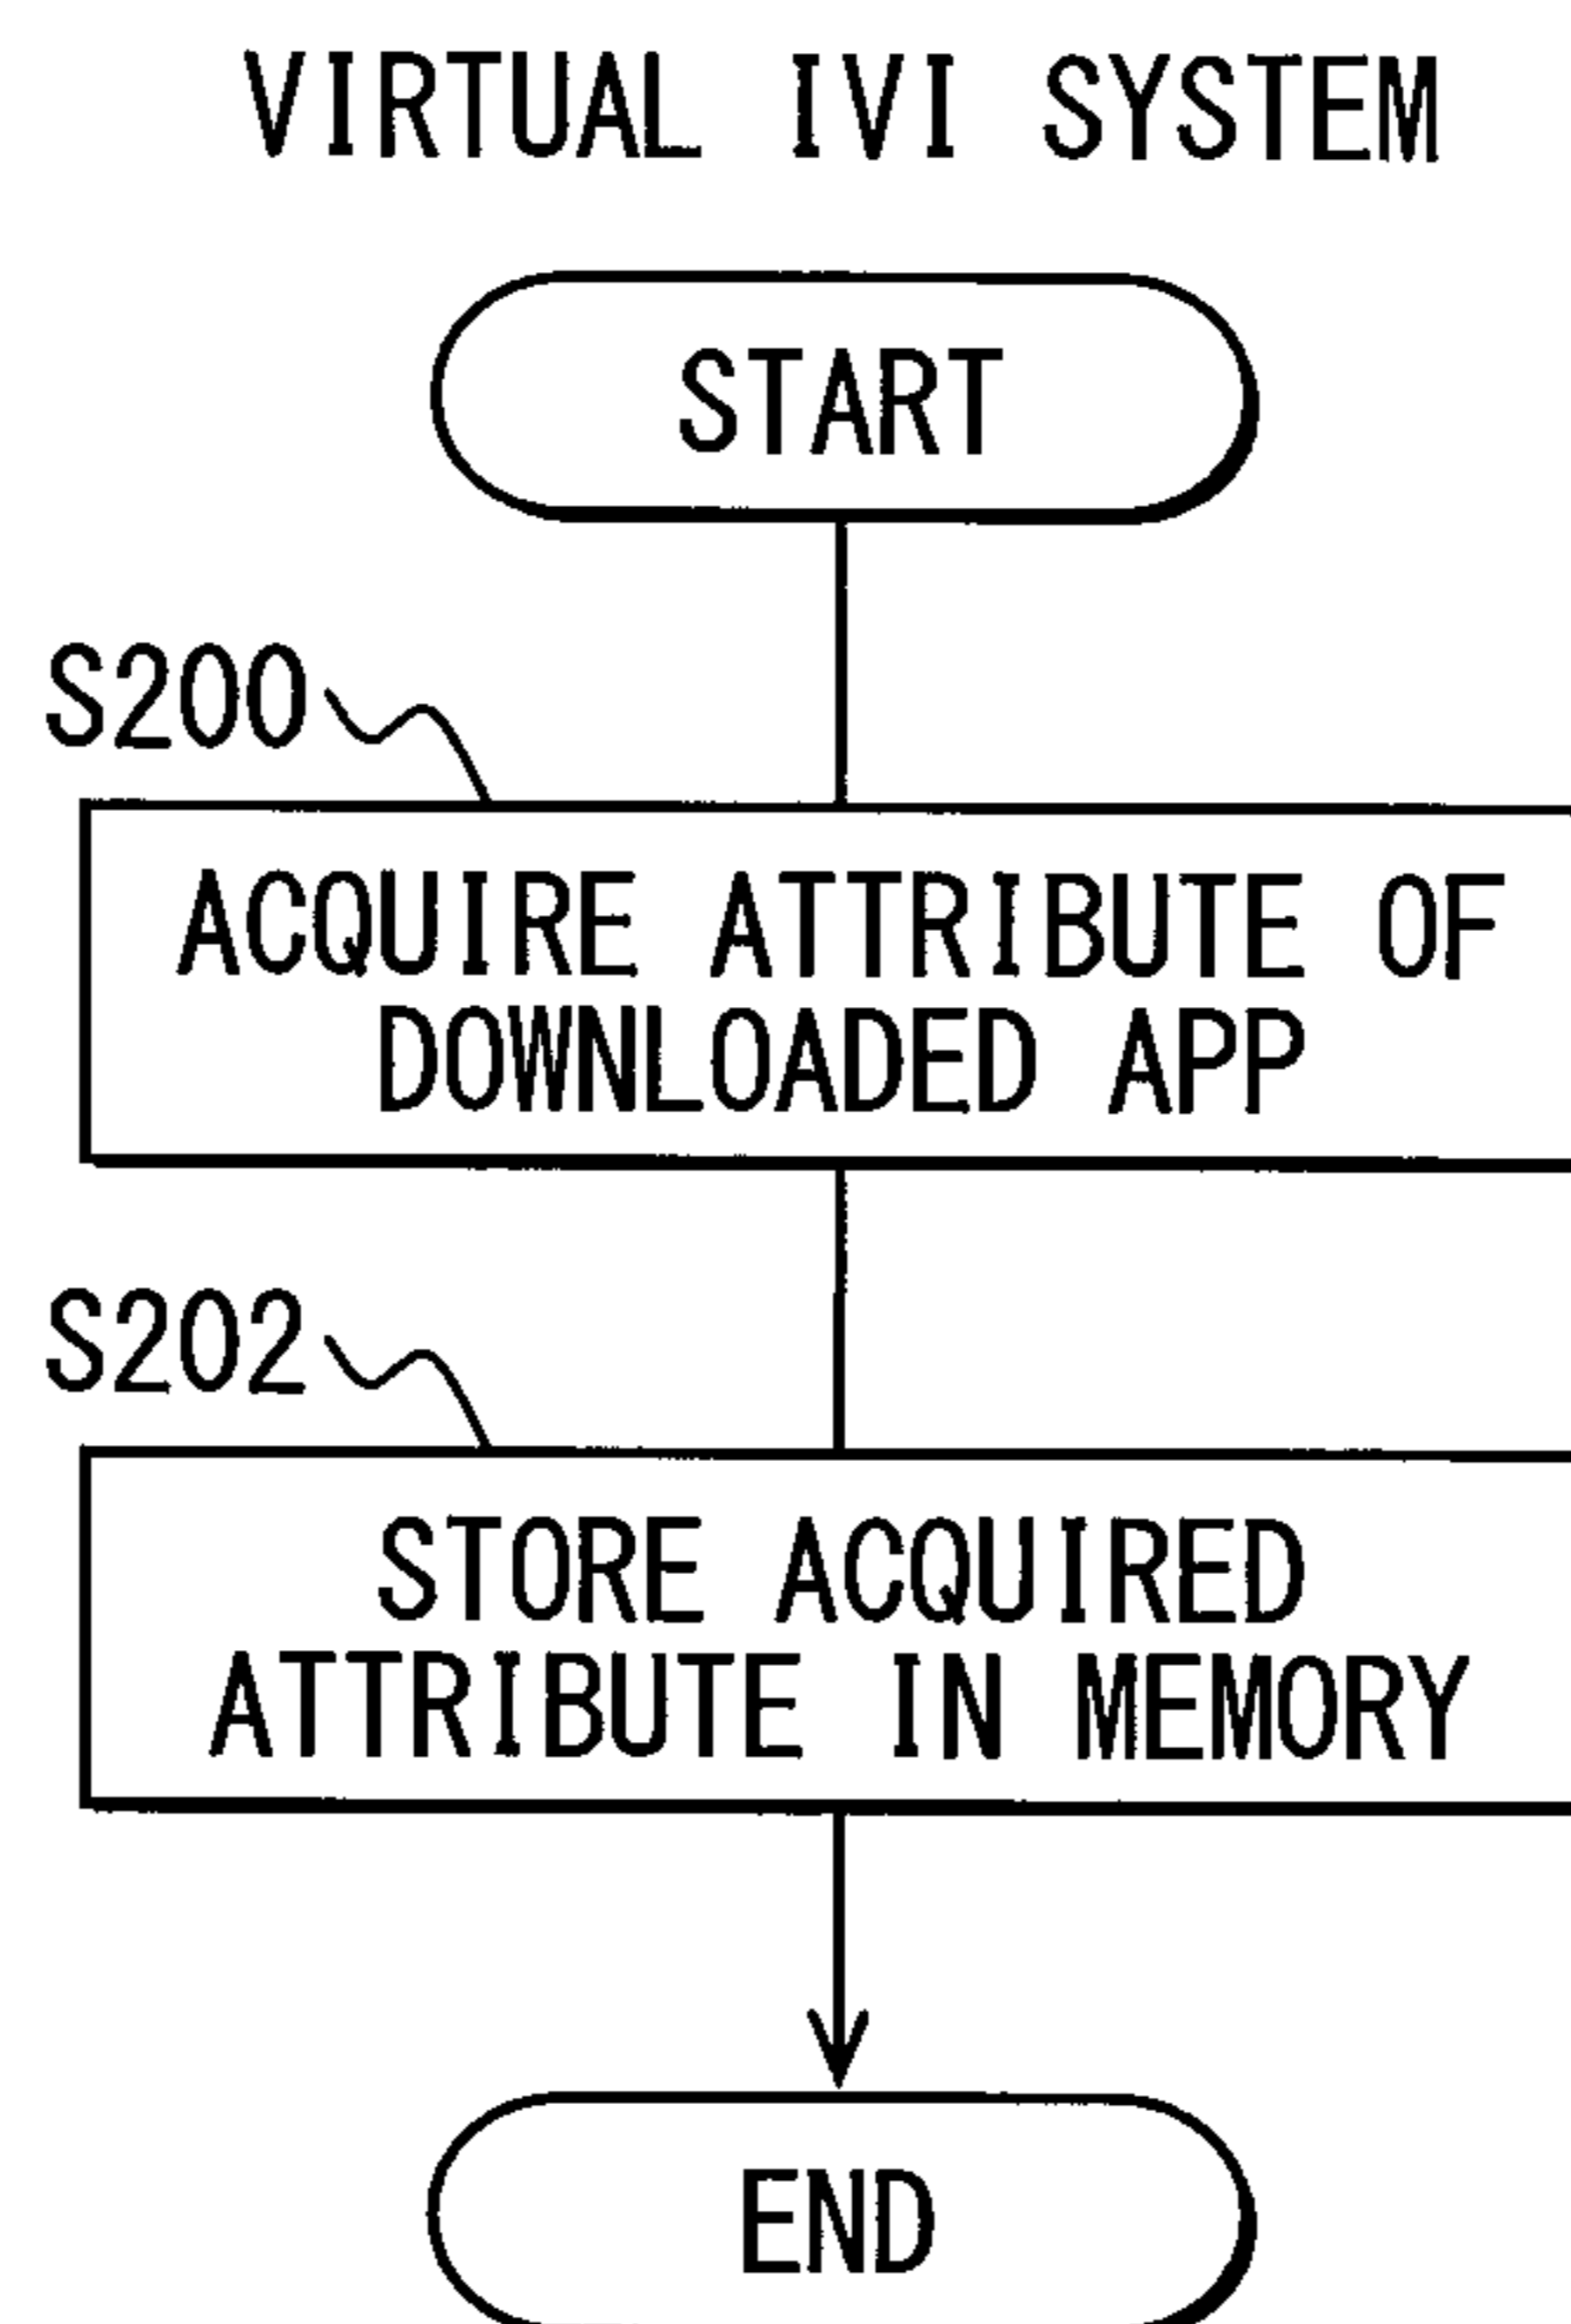 VIRTUAL IVI SYSTEM
START
S200
ACQUIRE ATTRIBUTE OF
DOWNLOADED APP
S202
STORE ACQUIRED
ATTRIBUTE IN MEMORY
END